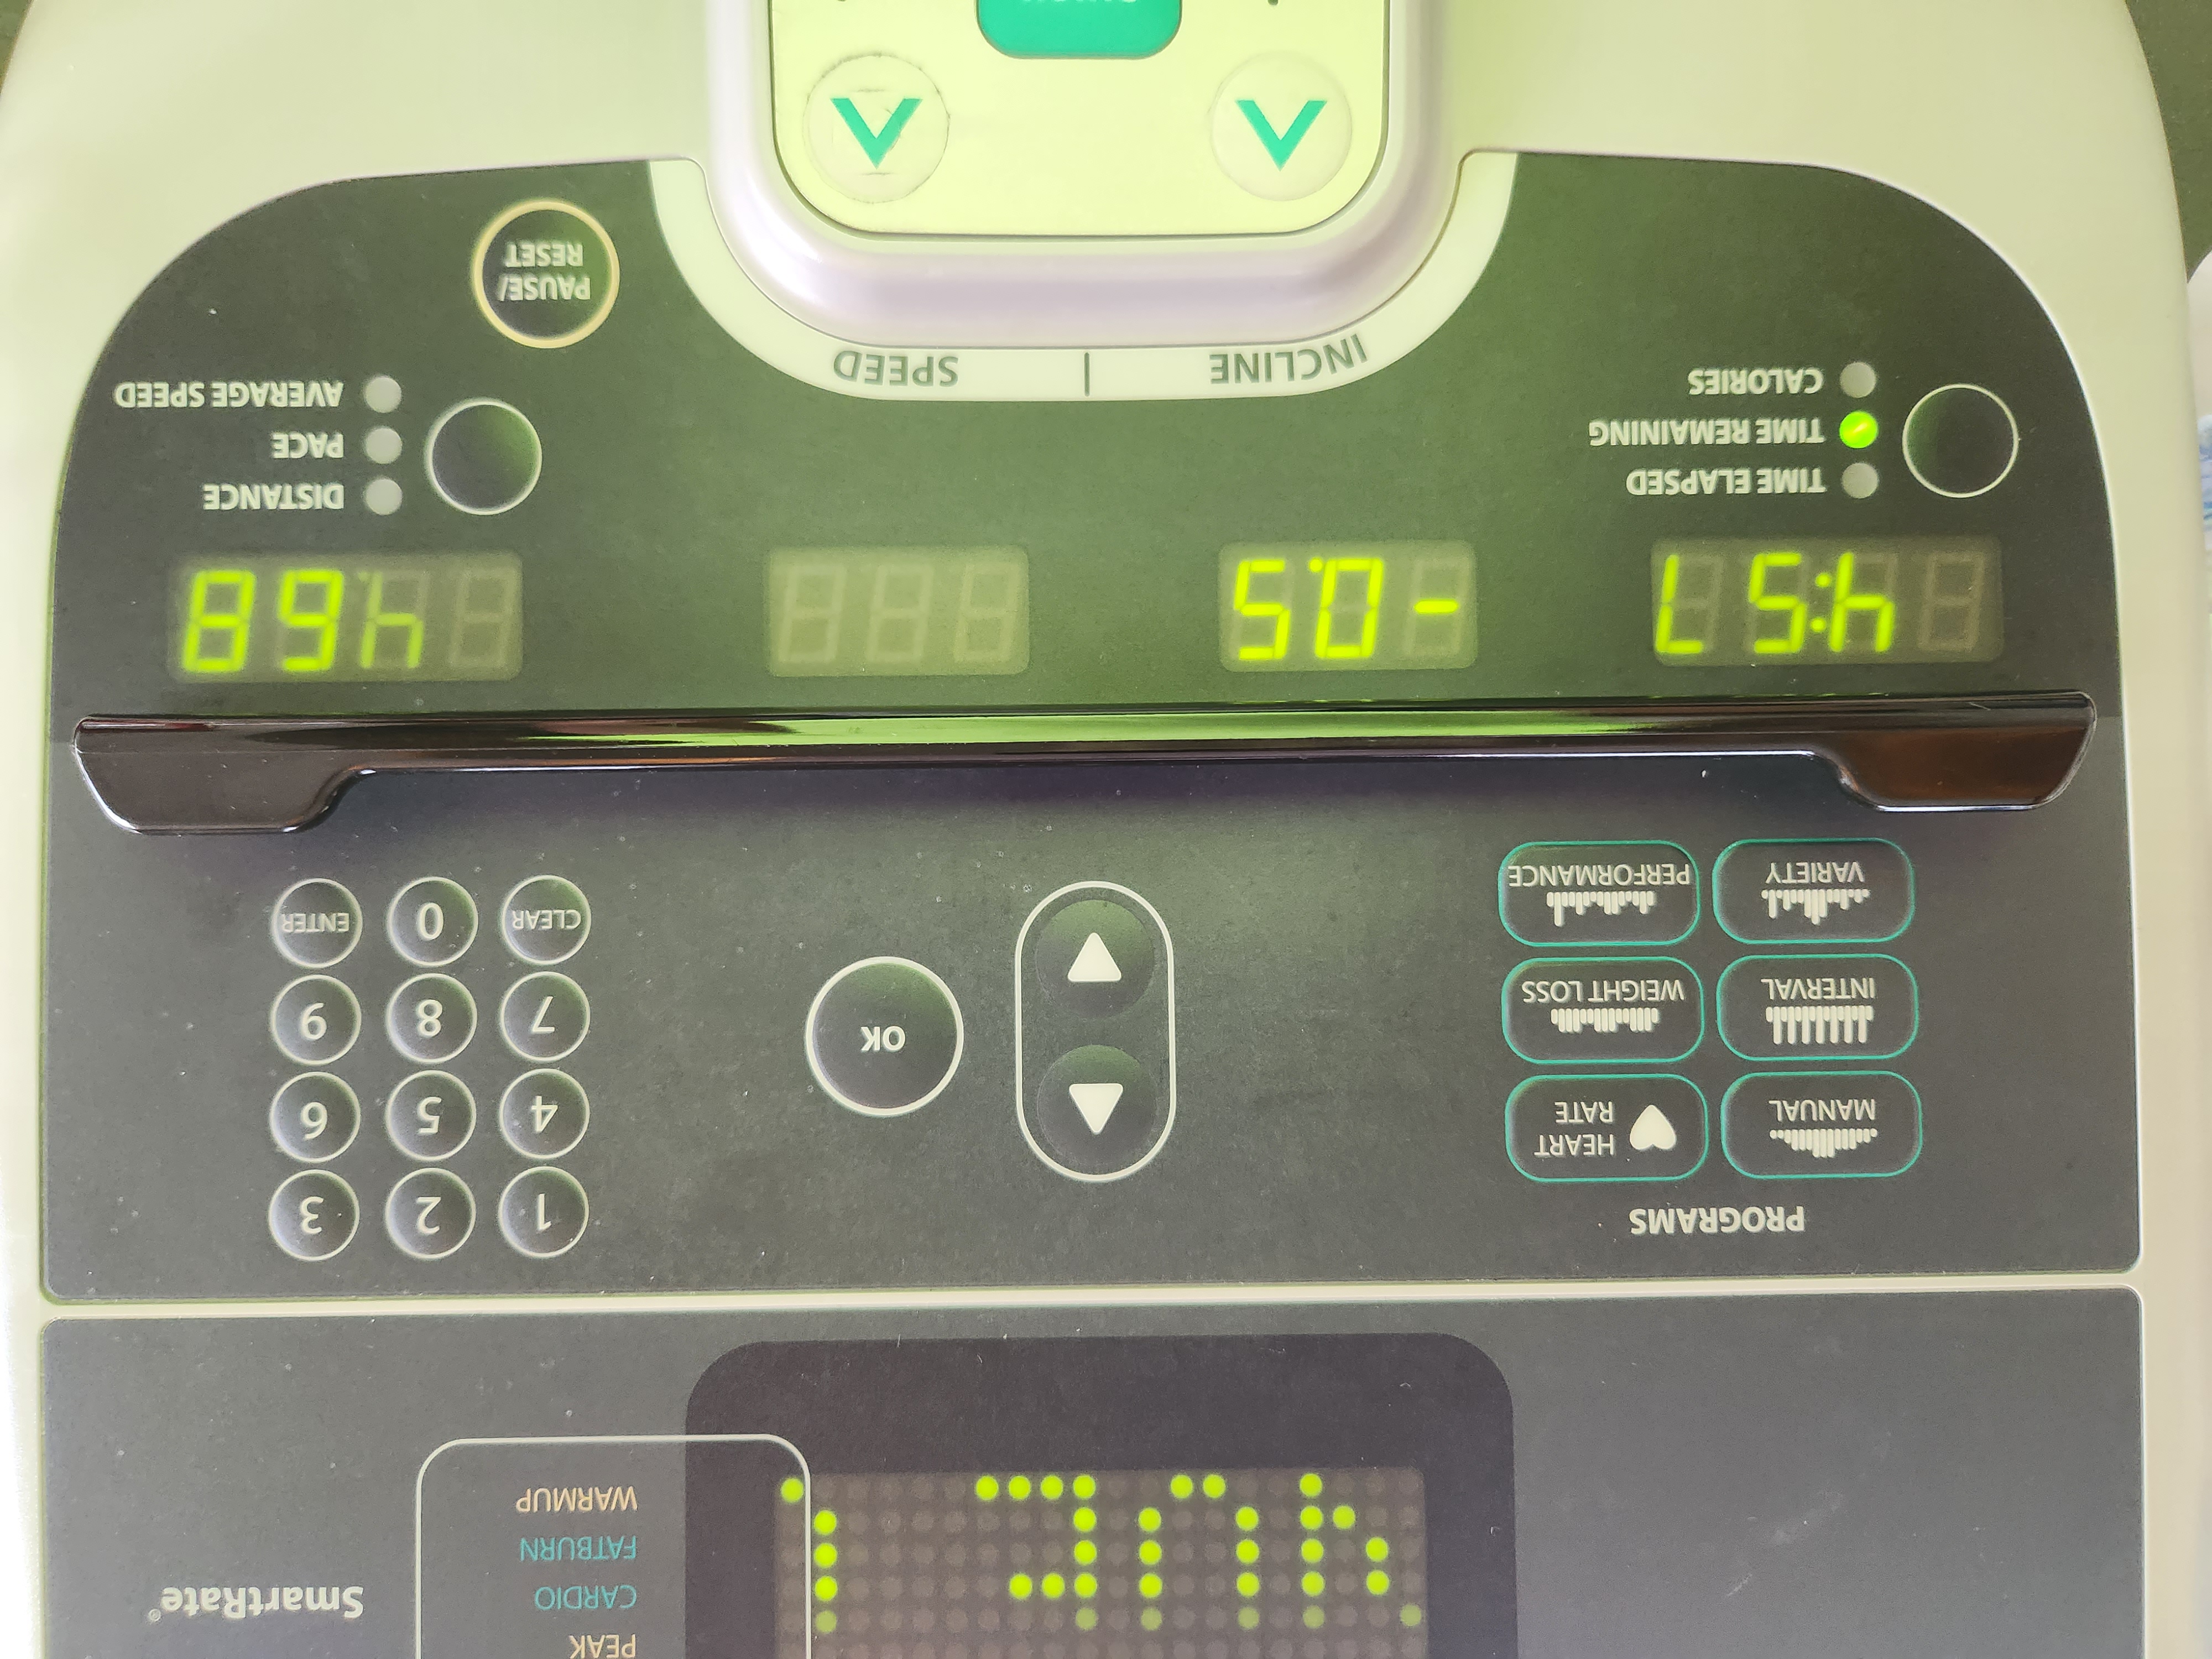 PEAK
CARDIO
FATBURN
WARMUP
SmartRate®
PROGRAMS
MANUAL
HEART
RATE
INTERVAL
WEIGHT LOSS
VARIETY
PERFORMANCE
OK
1 2 3
4 5 6
7 8 9
CLEAR 0 ENTER
4:57
-0.5
4.68
TIME ELAPSED
TIME REMAINING
CALORIES
DISTANCE
PACE
AVERAGE SPEED
INCLINE | SPEED
PAUSE/
RESET